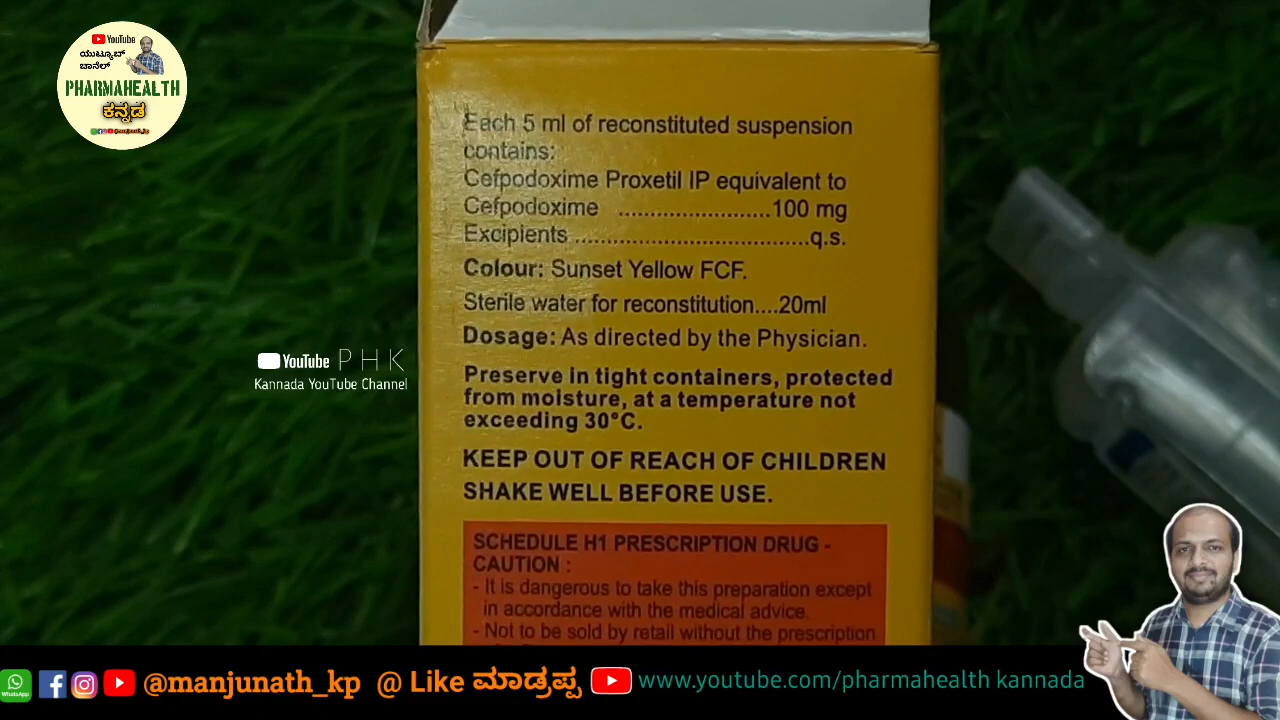 YouTube
ಯುಟ್ಯೂಬ್
ಚಾನೆಲ್
PHARMAHEALTH
ಕನ್ನಡ
@manjunath_kp
Each 5 ml of reconstituted suspension
contains:
Cefpodoxime Proxetil IP equivalent to
Cefpodoxime ........................100 mg
Excipients .....................................q.s.
Colour: Sunset Yellow FCF.
Sterile water for reconstitution....20ml
Dosage: As directed by the Physician.
Preserve in tight containers, protected
from moisture, at a temperature not
exceeding 30°C.
KEEP OUT OF REACH OF CHILDREN
SHAKE WELL BEFORE USE.
SCHEDULE H1 PRESCRIPTION DRUG -
CAUTION :
- It is dangerous to take this preparation except
in accordance with the medical advice.
- Not to be sold by retail without the prescription
YouTube P H K
Kannada YouTube Channel
WhatsApp
@manjunath_kp @ Like ಮಾಡ್ರಪ್ಪ www.youtube.com/pharmahealth kannada